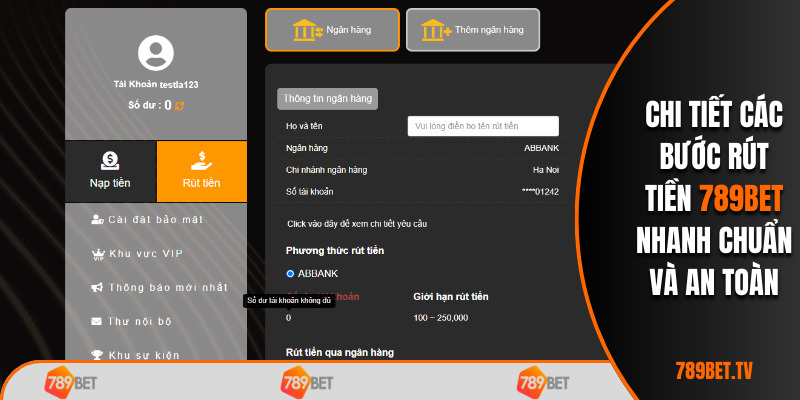 Ngân hàng
Thêm ngân hàng
Tài Khoản testla123
Số dư : 0
Nạp tiền
Rút tiền
Cài đặt bảo mật
Khu vực VIP
Thông báo mới nhất
Thư nội bộ
Khu sự kiện
Thông tin ngân hàng
Họ và tên
Vui lòng điền họ tên rút tiền
Ngân hàng
ABBANK
Chi nhánh ngân hàng
Ha Noi
Số tài khoản
****01242
Click vào đây để xem chi tiết yêu cầu
Phương thức rút tiền
ABBANK
Số dư tài khoản không đủ
Giới hạn rút tiền
0
100 ~ 250,000
Rút tiền qua ngân hàng
CHI TIẾT CÁC
BƯỚC RÚT
TIỀN 789BET
NHANH CHUẨN
VÀ AN TOÀN
789BET.TV
789BET
789BET
789BET